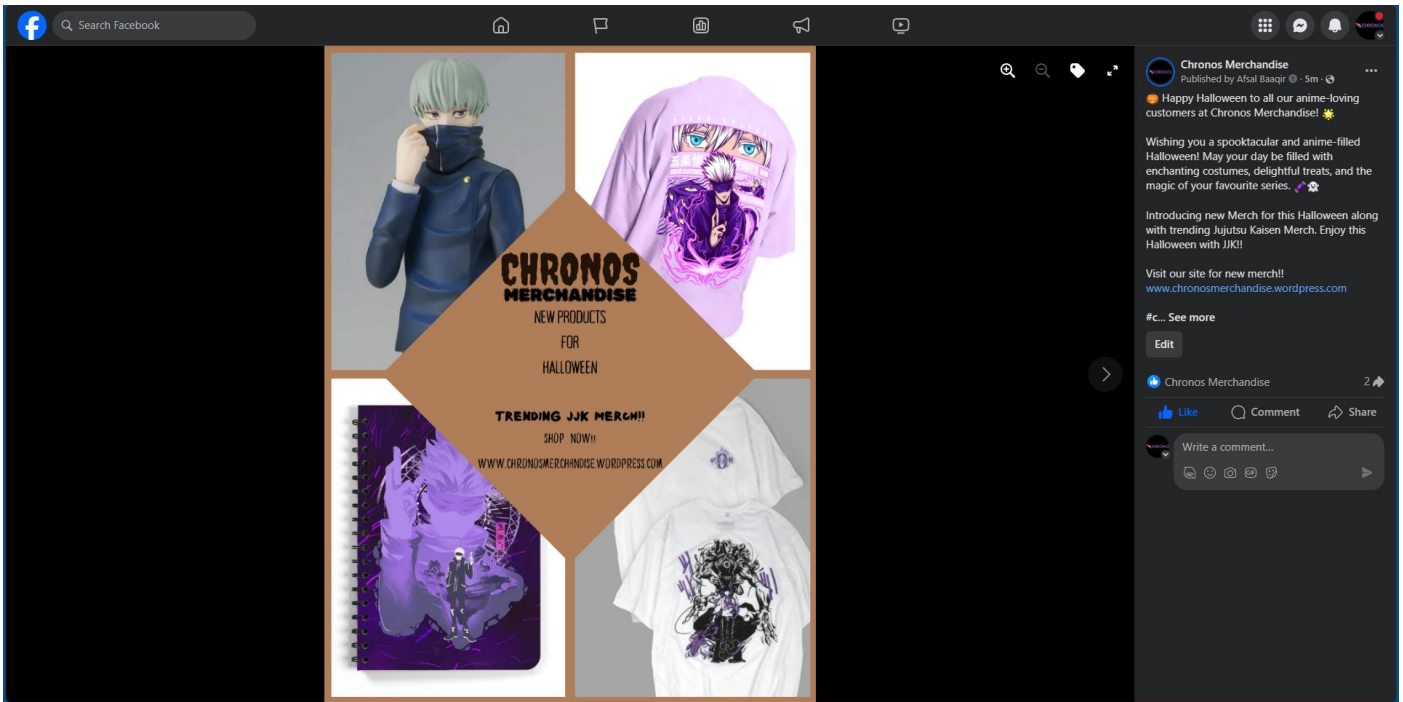 Search Facebook
CHRONOS
MERCHANDISE
NEW PRODUCTS
FOR
HALLOWEEN
TRENDING JJK MERCH!!
SHOP NOW!!
WWW.CHRONOSMERCHANDISE.WORDPRESS.COM
五条悟
Chronos Merchandise
Published by Afsal Baaqir · 5m ·
🎃 Happy Halloween to all our anime-loving
customers at Chronos Merchandise! 🌟
Wishing you a spooktacular and anime-filled
Halloween! May your day be filled with
enchanting costumes, delightful treats, and the
magic of your favourite series. 🍬👻
Introducing new Merch for this Halloween along
with trending Jujutsu Kaisen Merch. Enjoy this
Halloween with JJK!!
Visit our site for new merch!!
www.chronosmerchandise.wordpress.com
#c... See more
Edit
Chronos Merchandise 2
Like Comment Share
Write a comment...
GIF